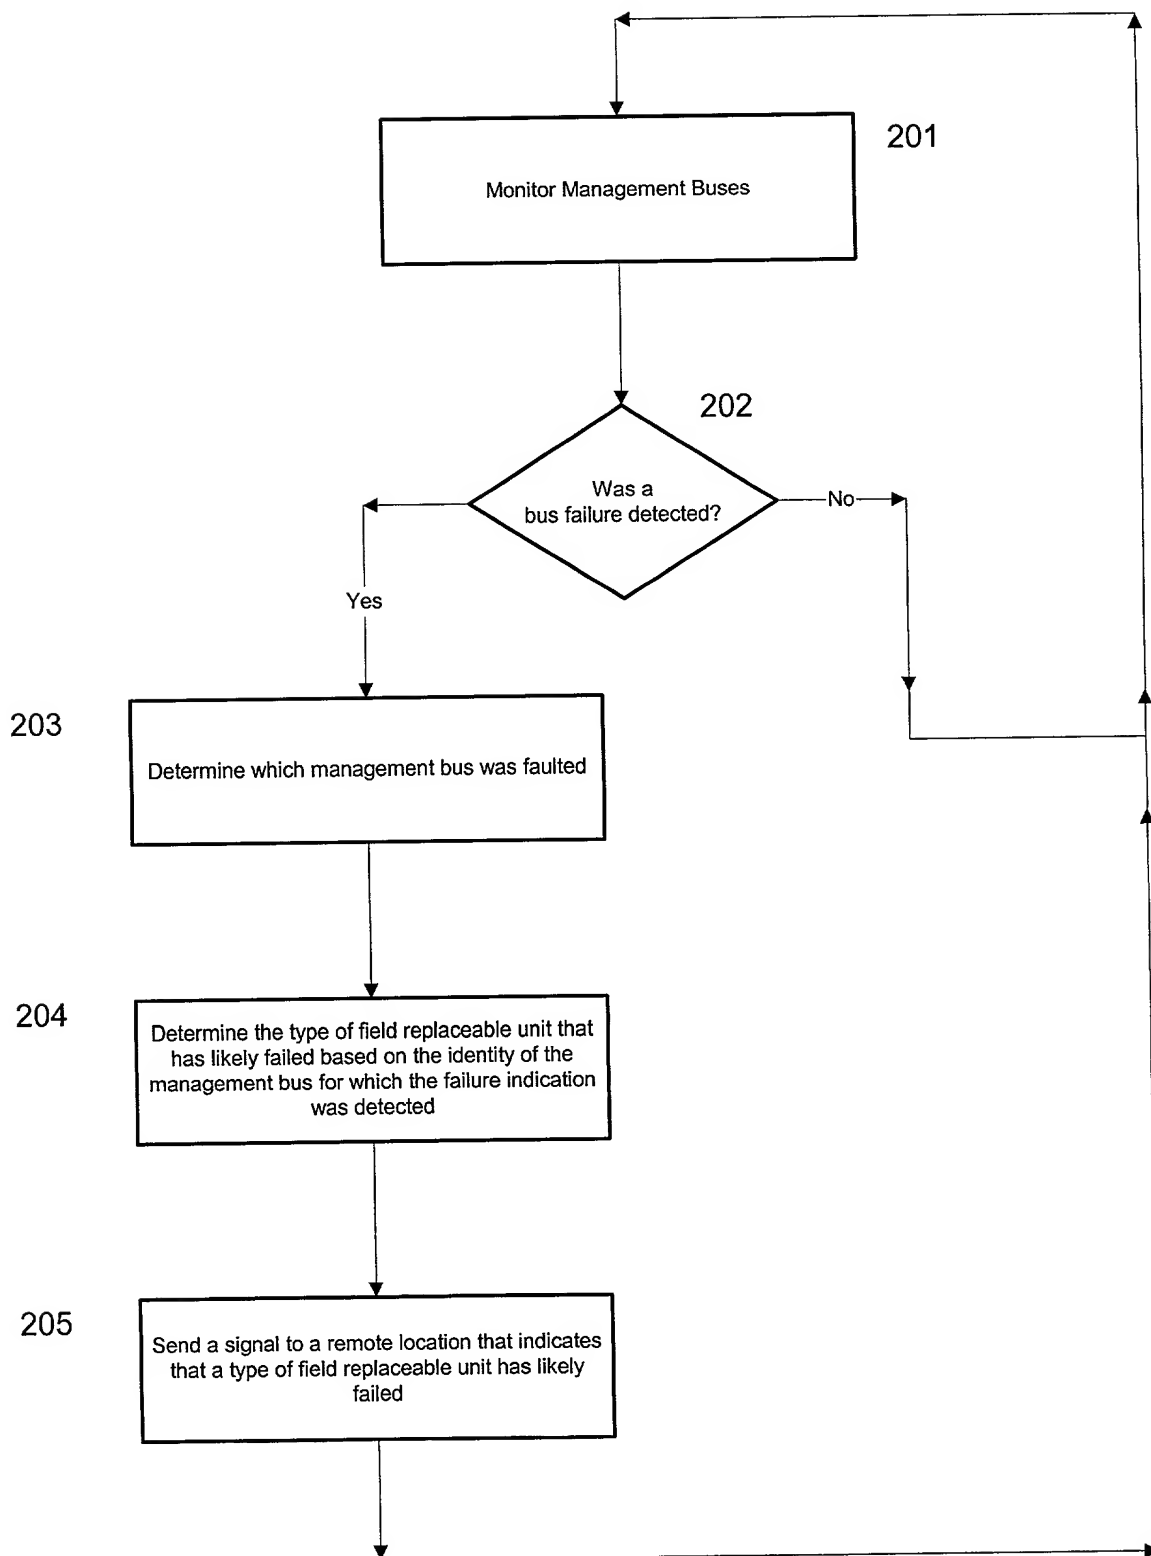 201
Monitor Management Buses
202
Was a
bus failure detected?
No
Yes
203
Determine which management bus was faulted
204
Determine the type of field replaceable unit that
has likely failed based on the identity of the
management bus for which the failure indication
was detected
205
Send a signal to a remote location that indicates
that a type of field replaceable unit has likely
failed